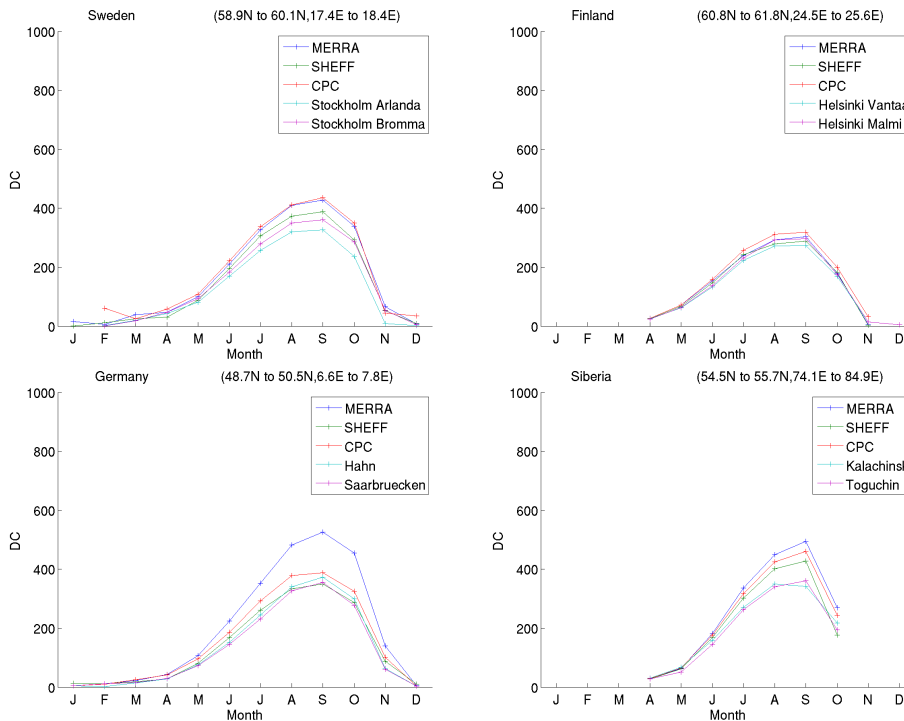 Sweden (58.9N to 60.1N,17.4E to 18.4E)
1000
800
600
400
200
0
DC
MERRA
SHEFF
CPC
Stockholm Arlanda
Stockholm Bromma
J F M A M J J A S O N D
Month
Finland (60.8N to 61.8N,24.5E to 25.6E)
1000
800
600
400
200
0
DC
MERRA
SHEFF
CPC
Helsinki Vantaa
Helsinki Malmi
J F M A M J J A S O N D
Month
Germany (48.7N to 50.5N,6.6E to 7.8E)
1000
800
600
400
200
0
DC
MERRA
SHEFF
CPC
Hahn
Saarbruecken
J F M A M J J A S O N D
Month
Siberia (54.5N to 55.7N,74.1E to 84.9E)
1000
800
600
400
200
0
DC
MERRA
SHEFF
CPC
Kalachinsk
Toguchin
J F M A M J J A S O N D
Month